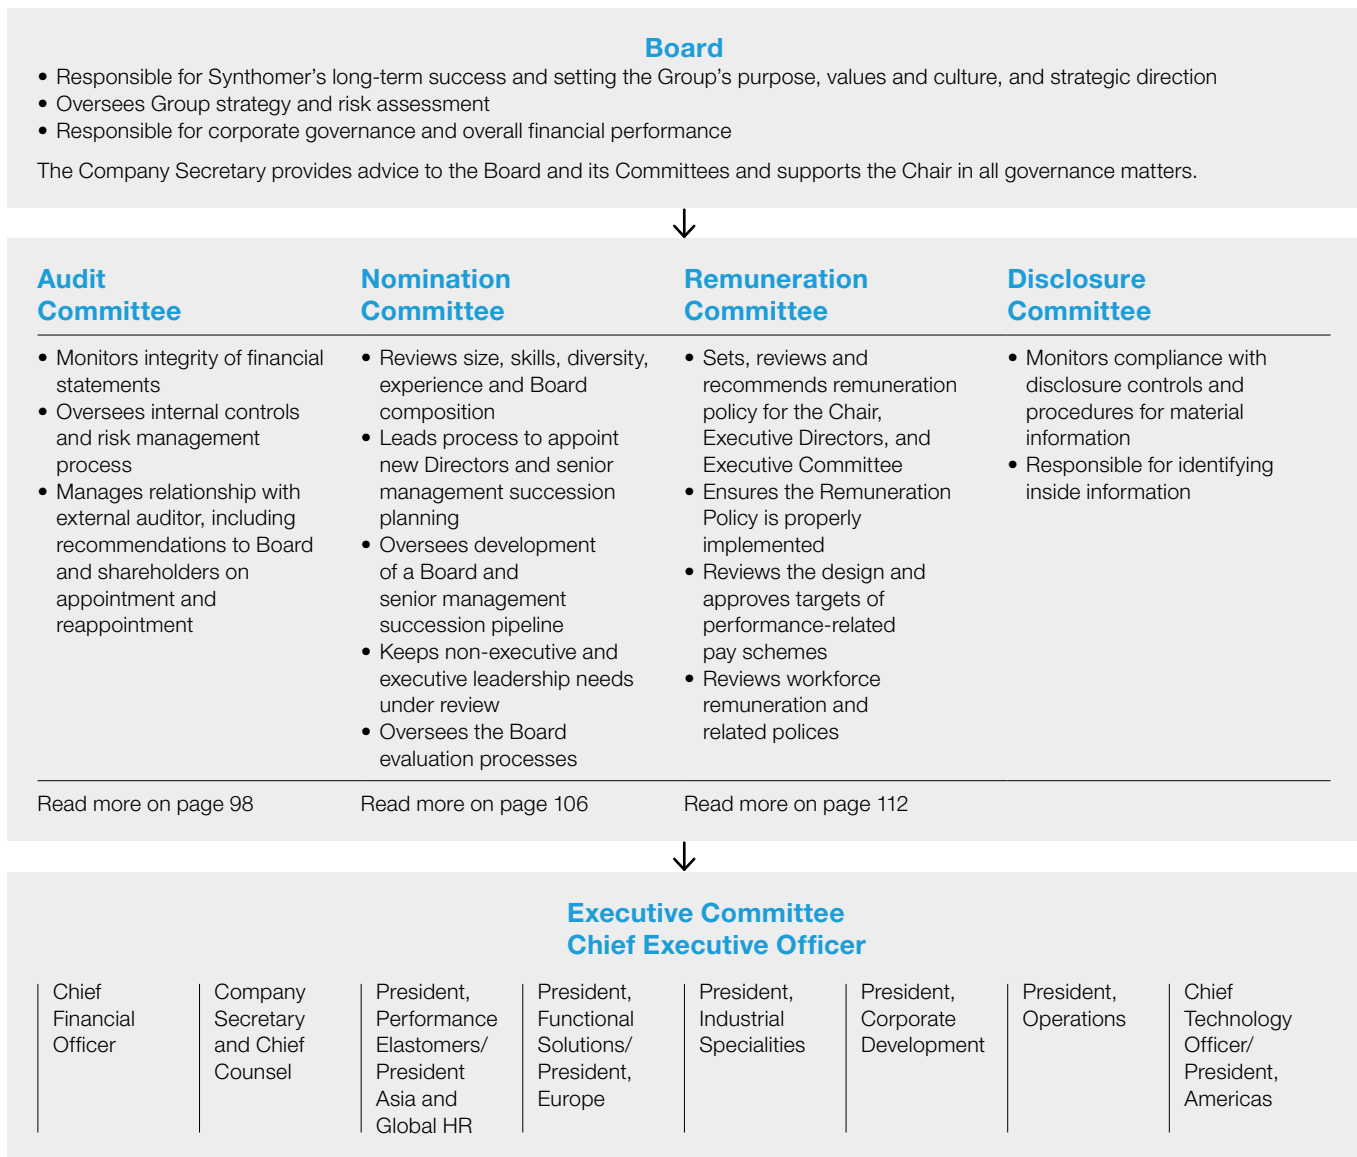 Board
• Responsible for Synthomer’s long-term success and setting the Group’s purpose, values and culture, and strategic direction
• Oversees Group strategy and risk assessment
• Responsible for corporate governance and overall financial performance
The Company Secretary provides advice to the Board and its Committees and supports the Chair in all governance matters.
Audit
Committee
• Monitors integrity of financial
statements
• Oversees internal controls
and risk management
process
• Manages relationship with
external auditor, including
recommendations to Board
and shareholders on
appointment and
reappointment
Read more on page 98
Nomination
Committee
• Reviews size, skills, diversity,
experience and Board
composition
• Leads process to appoint
new Directors and senior
management succession
planning
• Oversees development
of a Board and
senior management
succession pipeline
• Keeps non-executive and
executive leadership needs
under review
• Oversees the Board
evaluation processes
Read more on page 106
Remuneration
Committee
• Sets, reviews and
recommends remuneration
policy for the Chair,
Executive Directors, and
Executive Committee
• Ensures the Remuneration
Policy is properly
implemented
• Reviews the design and
approves targets of
performance-related
pay schemes
• Reviews workforce
remuneration and
related polices
Read more on page 112
Disclosure
Committee
• Monitors compliance with
disclosure controls and
procedures for material
information
• Responsible for identifying
inside information
Executive Committee
Chief Executive Officer
Chief
Financial
Officer
Company
Secretary
and Chief
Counsel
President,
Performance
Elastomers/
President
Asia and
Global HR
President,
Functional
Solutions/
President,
Europe
President,
Industrial
Specialities
President,
Corporate
Development
President,
Operations
Chief
Technology
Officer/
President,
Americas